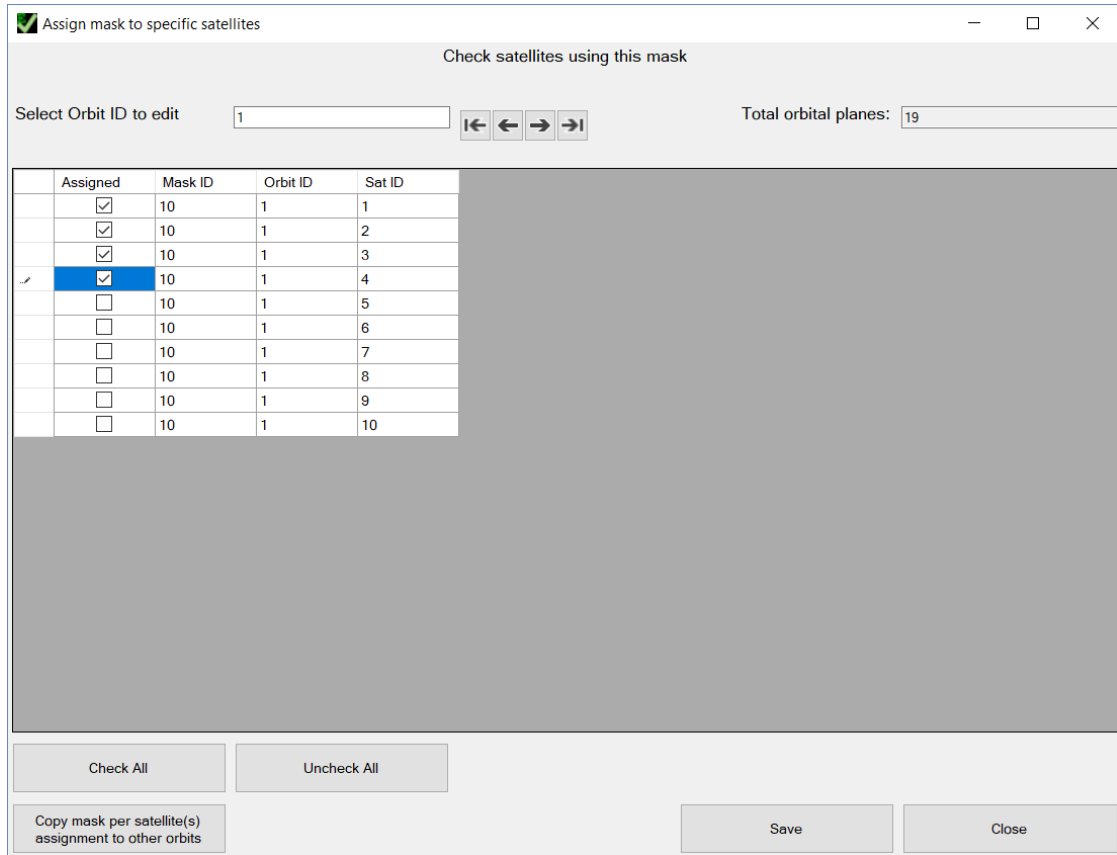 Assign mask to specific satellites
Check satellites using this mask
Select Orbit ID to edit 1 Total orbital planes: 19
Assigned Mask ID Orbit ID Sat ID
10 1 1
10 1 2
10 1 3
10 1 4
10 1 5
10 1 6
10 1 7
10 1 8
10 1 9
10 1 10
Check All Uncheck All
Copy mask per satellite(s)
assignment to other orbits
Save Close